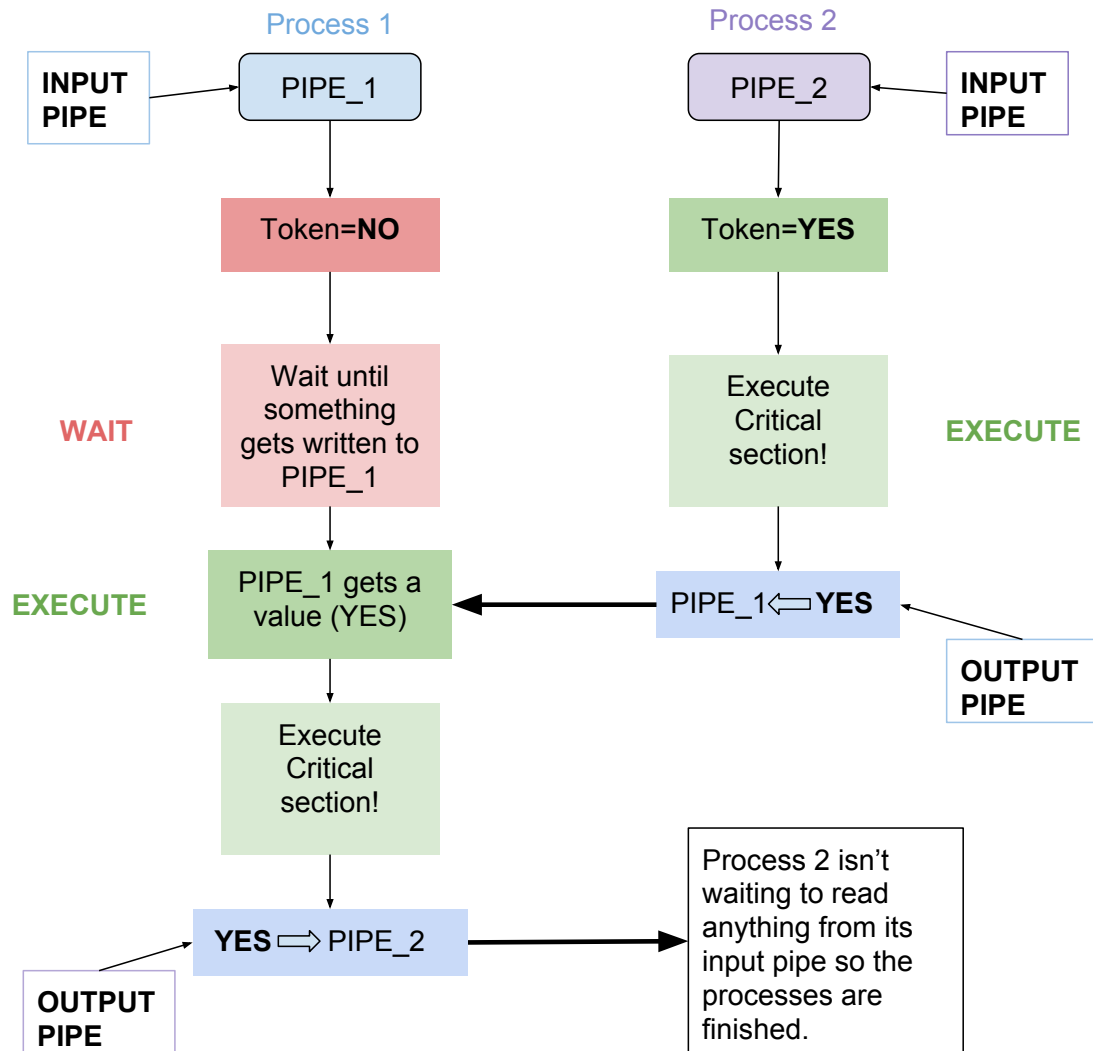 Process 1
Process 2
INPUT
PIPE
PIPE_1
PIPE_2
INPUT
PIPE
Token=NO
Token=YES
WAIT
Wait until
something
gets written to
PIPE_1
Execute
Critical
section!
EXECUTE
EXECUTE
PIPE_1 gets a
value (YES)
PIPE_1 YES
OUTPUT
PIPE
Execute
Critical
section!
YES PIPE_2
OUTPUT
PIPE
Process 2 isn’t
waiting to read
anything from its
input pipe so the
processes are
finished.